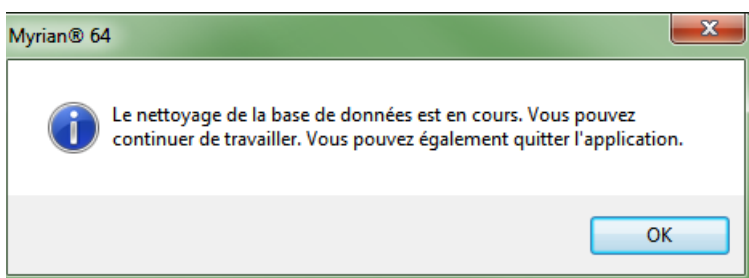 Myrian® 64
Le nettoyage de la base de données est en cours. Vous pouvez
continuer de travailler. Vous pouvez également quitter l'application.
OK